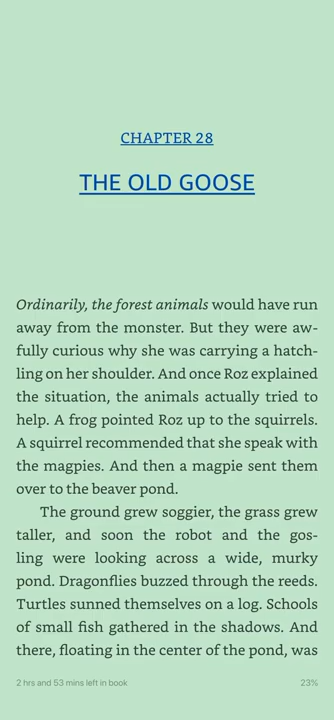 CHAPTER 28
THE OLD GOOSE
Ordinarily, the forest animals would have run
away from the monster. But they were aw-
fully curious why she was carrying a hatch-
ling on her shoulder. And once Roz explained
the situation, the animals actually tried to
help. A frog pointed Roz up to the squirrels.
A squirrel recommended that she speak with
the magpies. And then a magpie sent them
over to the beaver pond.
The ground grew soggier, the grass grew
taller, and soon the robot and the gos-
ling were looking across a wide, murky
pond. Dragonflies buzzed through the reeds.
Turtles sunned themselves on a log. Schools
of small fish gathered in the shadows. And
there, floating in the center of the pond, was
2 hrs and 53 mins left in book 23%